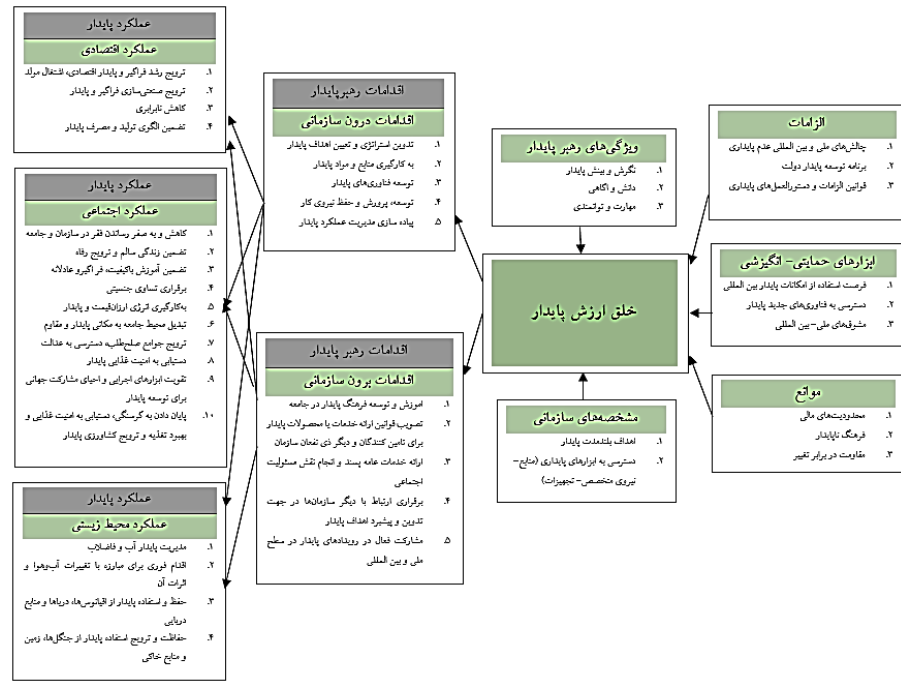 الزامات
۱. چالش‌های ملی و بین المللی عدم پایداری
۲. برنامه توسعه پایدار دولت
۳. قوانین الزامات و دستورالعمل‌های پایداری
ابزارهای حمایتی- انگیزشی
۱. فرصت استفاده از امکانات پایدار بین المللی
۲. دسترسی به فناوری‌های جدید پایدار
۳. مشوق‌های ملی-بین المللی
موانع
۱. محدودیت‌های مالی
۲. فرهنگ ناپایدار
۳. مقاومت در برابر تغییر
ویژگی‌های رهبر پایدار
۱. نگرش و بینش پایدار
۲. دانش و آگاهی
۳. مهارت و توانمندی
خلق ارزش پایدار
مشخصه‌های سازمانی
۱. اهداف بلندمدت پایدار
۲. دسترسی به ابزارهای پایداری (منابع-
نیروی متخصص- تجهیزات)
اقدامات رهبرپایدار
اقدامات درون سازمانی
۱. تدوین استراتژی و تعیین اهداف پایدار
۲. به کارگیری منابع و مواد پایدار
۳. توسعه فناوری‌های پایدار
۴. توسعه، پرورش و حفظ نیروی کار
۵. پیاده سازی مدیریت عملکرد پایدار
اقدامات رهبر پایدار
اقدامات برون سازمانی
۱. اموزش و توسعه فرهنگ پایدار در جامعه
۲. تصویب قوانین ارائه خدمات یا محصولات پایدار
برای تامین کنندگان و دیگر ذی نفعان سازمان
۳. ارائه خدمات عامه پسند و انجام نقش مسئولیت
اجتماعی
۴. برقراری ارتباط با دیگر سازمان‌ها در جهت
تدوین و پیشبرد اهداف پایدار
۵. مشارکت فعال در رویدادهای پایدار در سطح
ملی و بین المللی
عملکرد پایدار
عملکرد اقتصادی
۱. ترویج رشد فراگیر و پایدار اقتصادی، اشتغال مولد
۲. ترویج صنعتی‌سازی فراگیر و پایدار
۳. کاهش نابرابری
۴. تضمین الگوی تولید و مصرف پایدار
عملکرد پایدار
عملکرد اجتماعی
۱. کاهش و به صفر رساندن فقر در سازمان و جامعه
۲. تضمین زندگی سالم و ترویج رفاه
۳. تضمین آموزش باکیفیت، فراگیرو عادلانه
۴. برقراری تساوی جنسیتی
۵. به‌کارگیری انرژی ارزان‌قیمت و پایدار
۶. تبدیل محیط جامعه به مکانی پایدار و مقاوم
۷. ترویج جوامع صلح‌طلب، دسترسی به عدالت
۸. دستیابی به امنیت غذایی پایدار
۹. تقویت ابزارهای اجرایی و احیای مشارکت جهانی
برای توسعه پایدار
۱۰. پایان دادن به گرسنگی، دستیابی به امنیت غذایی و
بهبود تغذیه و ترویج کشاورزی پایدار
عملکرد پایدار
عملکرد محیط زیستی
۱. مدیریت پایدار آب و فاضلاب
۲. اقدام فوری برای مبارزه با تغییرات آب‌وهوا و
اثرات آن
۳. حفظ و استفاده پایدار از اقیانوس‌ها، دریاها و منابع
دریایی
۴. حفاظت و ترویج استفاده پایدار از جنگل‌ها، زمین
و منابع خاکی